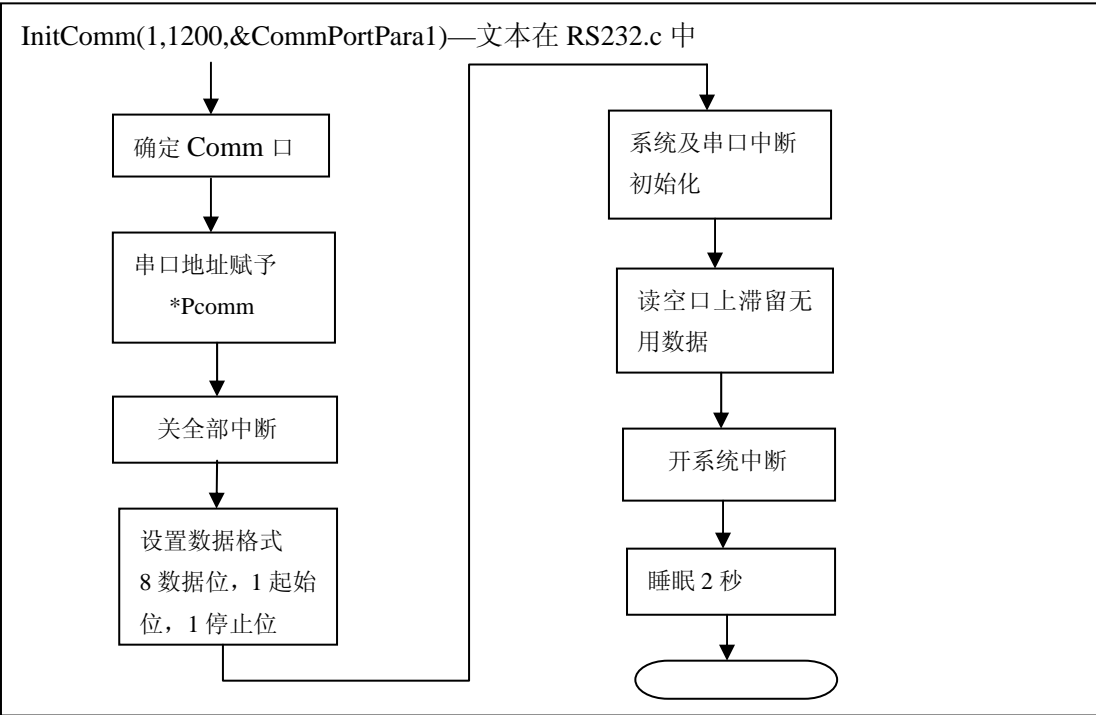 InitComm(1,1200,&CommPortPara1)—文本在 RS232.c 中
确定 Comm 口
串口地址赋予
*Pcomm
关全部中断
设置数据格式
8 数据位，1 起始
位，1 停止位
系统及串口中断
初始化
读空口上滞留无
用数据
开系统中断
睡眠 2 秒